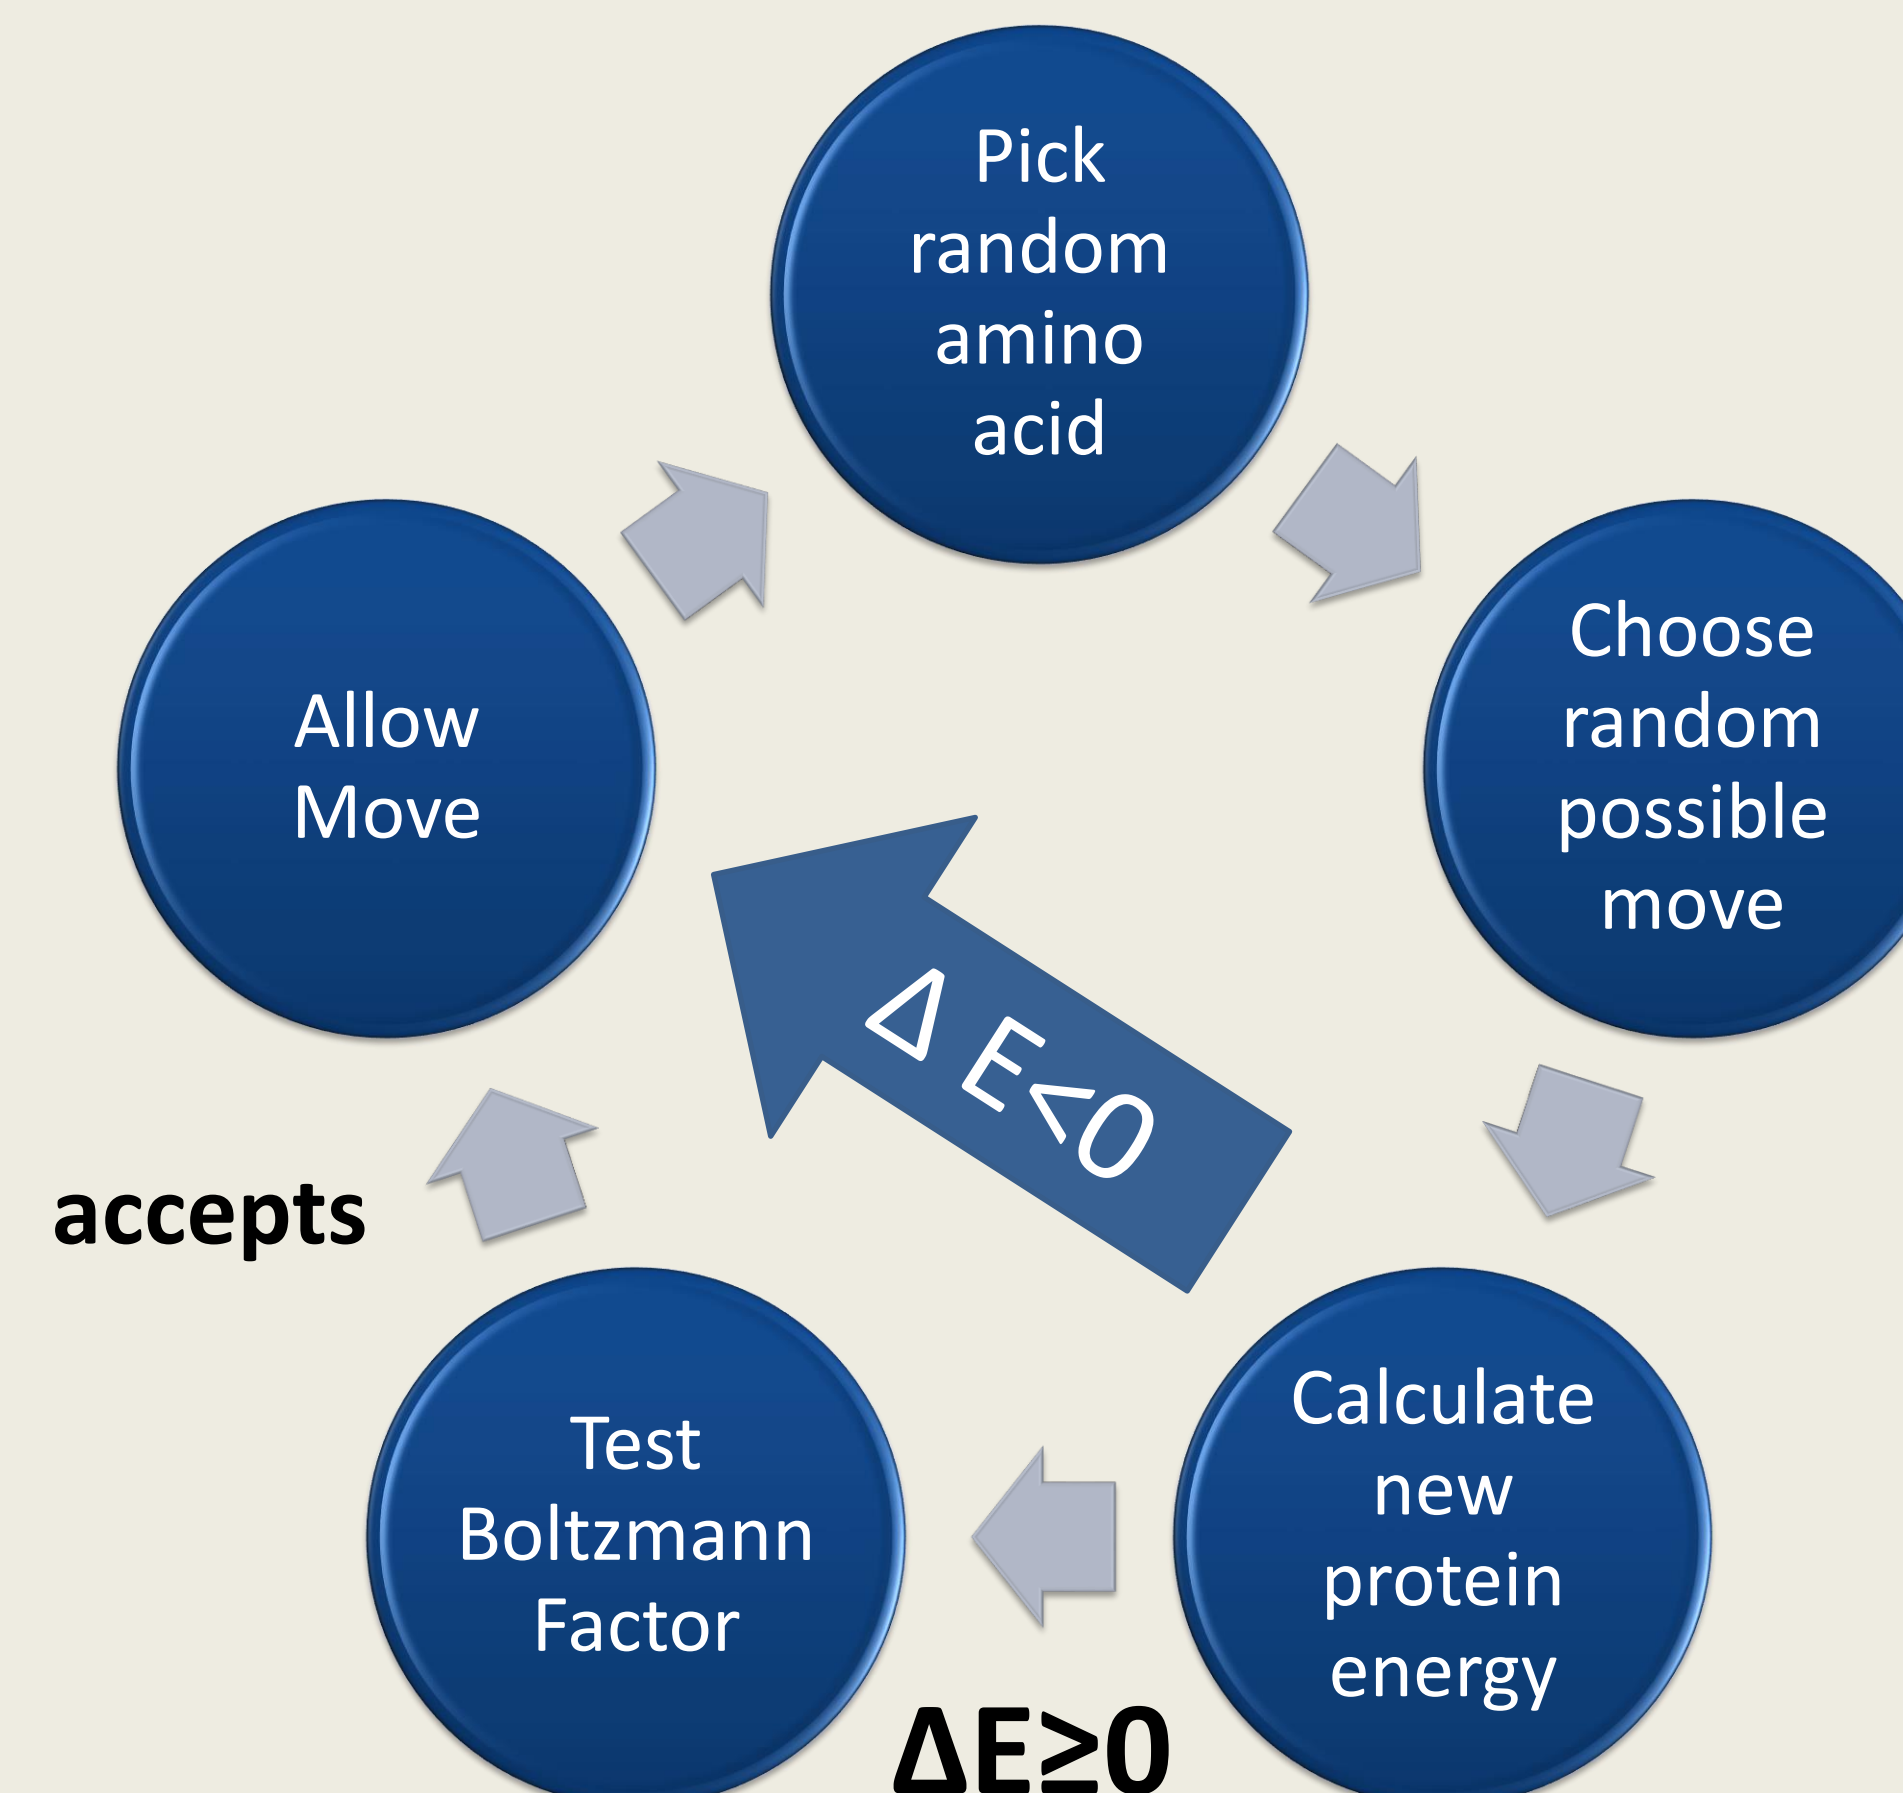 Pick
random
amino
acid
Choose
random
possible
move
Calculate
new
protein
energy
ΔE≥0
Test
Boltzmann
Factor
accepts
Allow
Move
Δ E<0